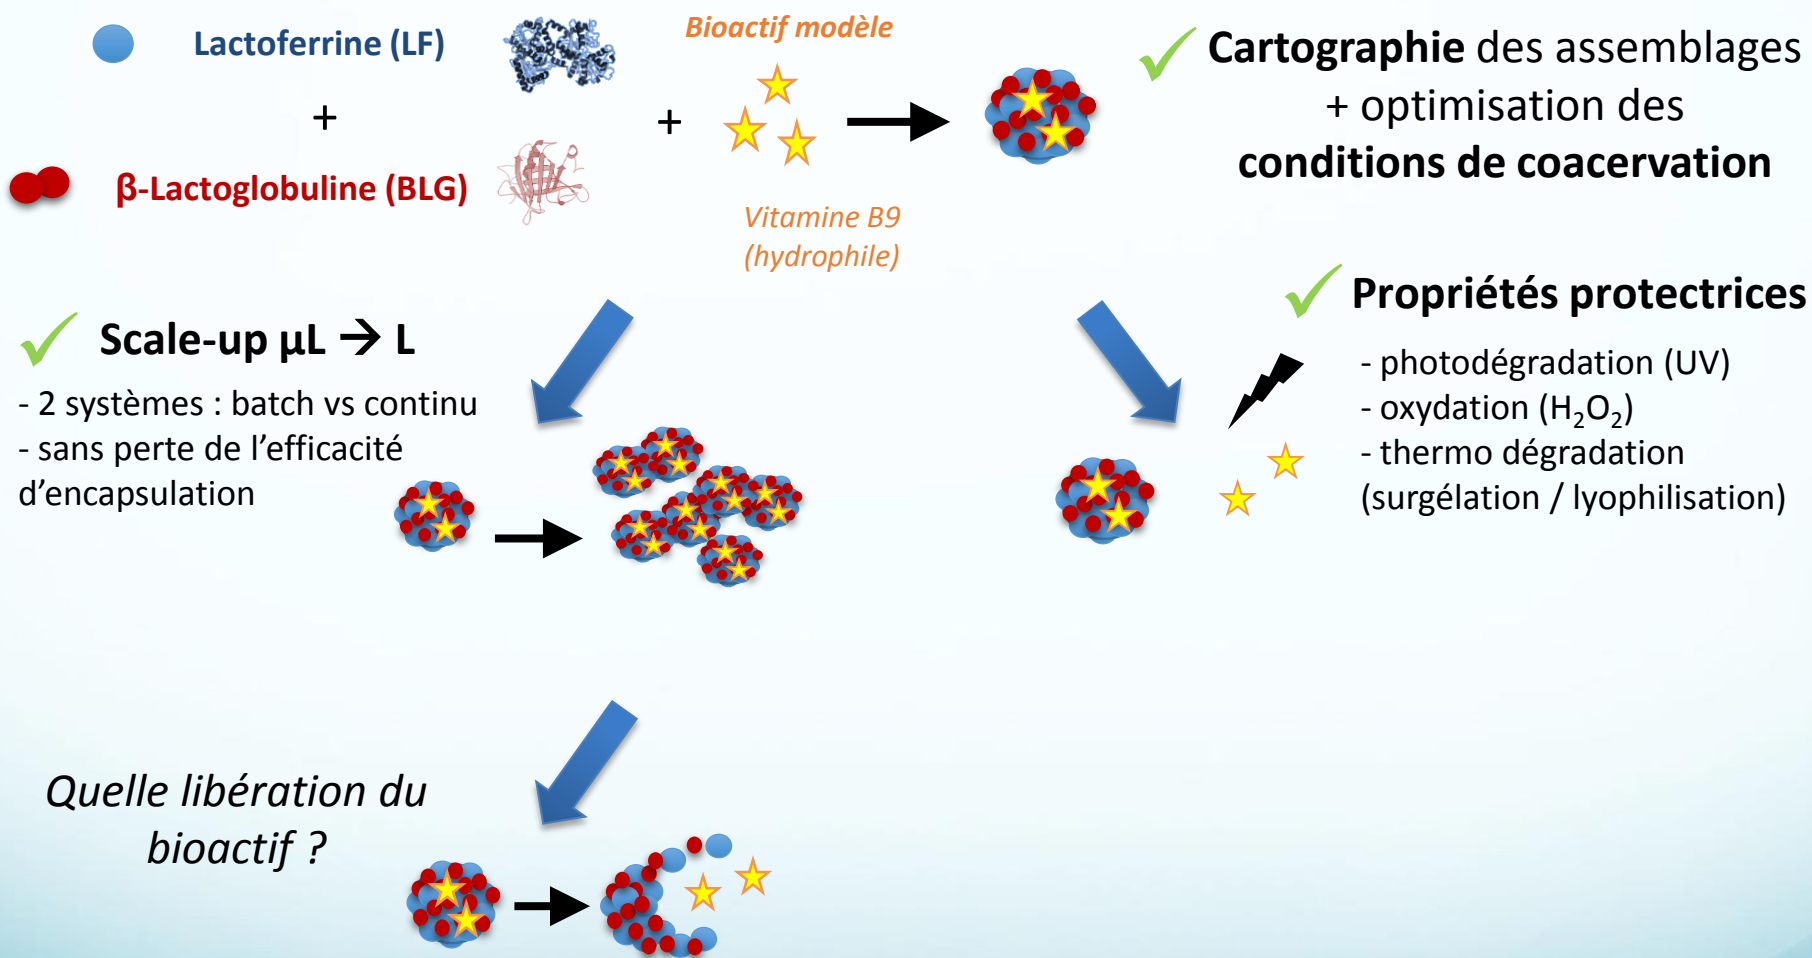 Lactoferrine (LF)
+
β-Lactoglobuline (BLG)
+
Bioactif modèle
Vitamine B9
(hydrophile)
Cartographie des assemblages
+ optimisation des
conditions de coacervation
Scale-up µL → L
- 2 systèmes : batch vs continu
- sans perte de l’efficacité
d’encapsulation
Propriétés protectrices
- photodégradation (UV)
- oxydation (H₂O₂)
- thermo dégradation
(surgélation / lyophilisation)
Quelle libération du
bioactif ?